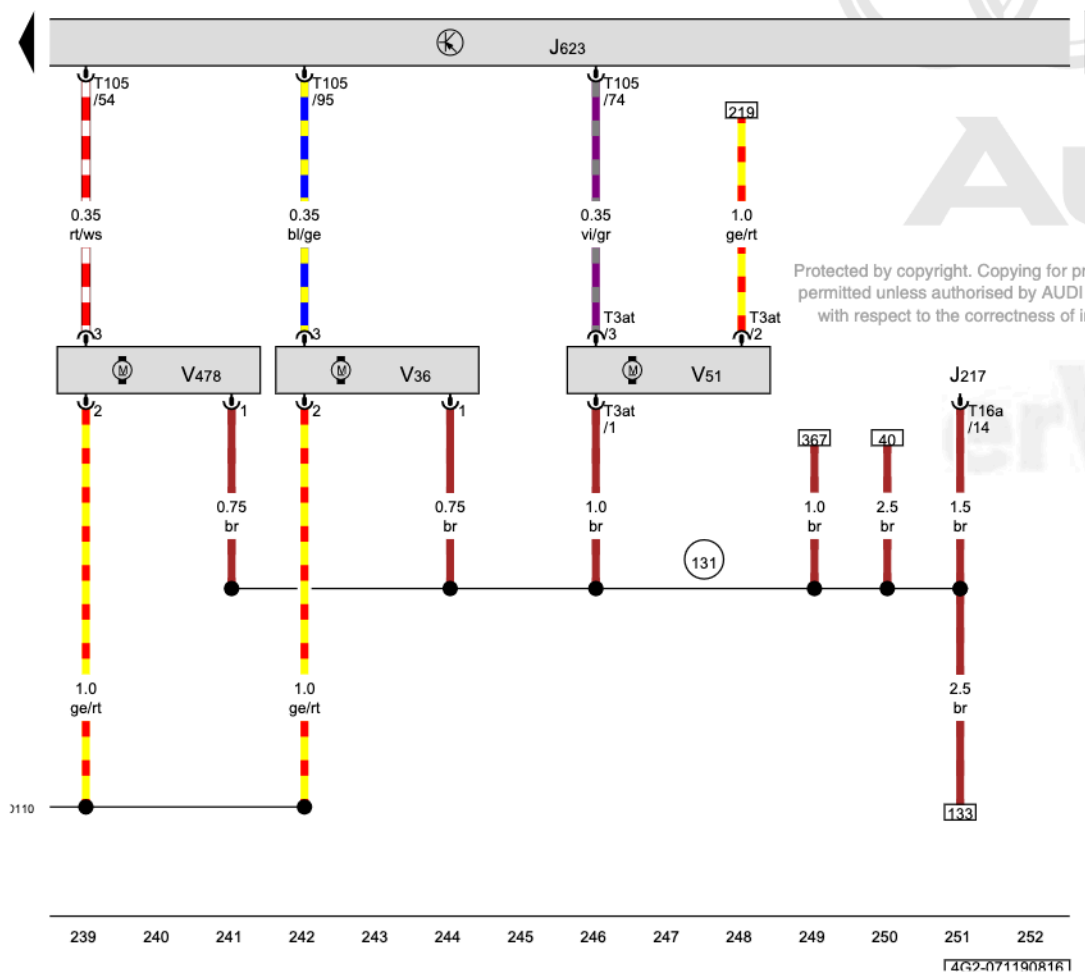 J623
T105
/54
T105
/95
T105
/74
219
0.35
rt/ws
0.35
bl/ge
0.35
vi/gr
1.0
ge/rt
Protected by copyright. Copying for
permitted unless authorised by AUDI
with respect to the correctness of
3
3
T3at
/3
T3at
/2
M
V478
M
V36
M
V51
J217
2
1
2
1
T3at
/1
T16a
/14
367
40
0.75
br
0.75
br
1.0
br
1.0
br
2.5
br
1.5
br
131
1.0
ge/rt
1.0
ge/rt
2.5
br
110
133
239 240 241 242 243 244 245 246 247 248 249 250 251 252
4G2-071190816